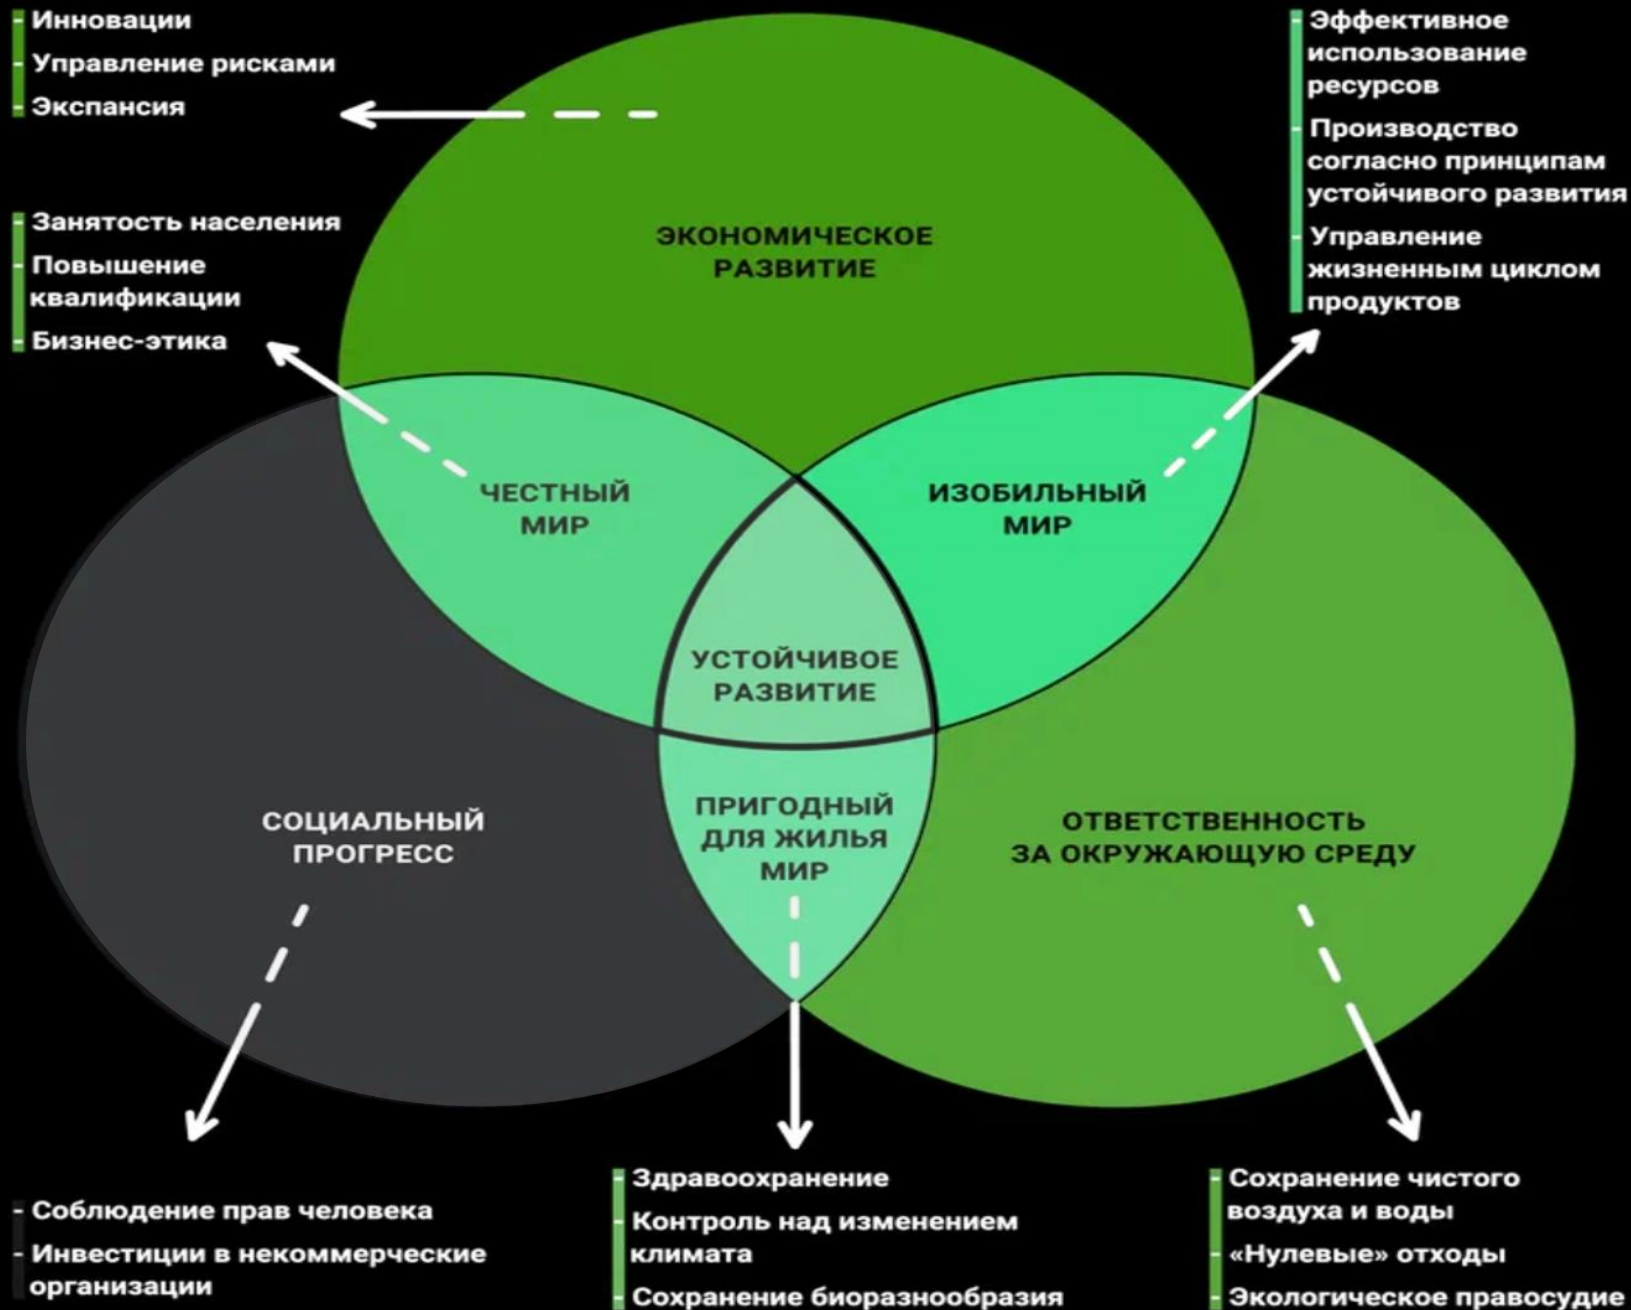 - Инновации
- Управление рисками
- Экспансия
- Занятость населения
- Повышение
квалификации
- Бизнес-этика
- Эффективное
использование
ресурсов
- Производство
согласно принципам
устойчивого развития
- Управление
жизненным циклом
продуктов
ЭКОНОМИЧЕСКОЕ
РАЗВИТИЕ
ЧЕСТНЫЙ
МИР
ИЗОБИЛЬНЫЙ
МИР
УСТОЙЧИВОЕ
РАЗВИТИЕ
СОЦИАЛЬНЫЙ
ПРОГРЕСС
ПРИГОДНЫЙ
ДЛЯ ЖИЛЬЯ
МИР
ОТВЕТСТВЕННОСТЬ
ЗА ОКРУЖАЮЩУЮ СРЕДУ
- Соблюдение прав человека
- Инвестиции в некоммерческие
организации
- Здравоохранение
- Контроль над изменением
климата
- Сохранение биоразнообразия
- Сохранение чистого
воздуха и воды
- «Нулевые» отходы
- Экологическое правосудие